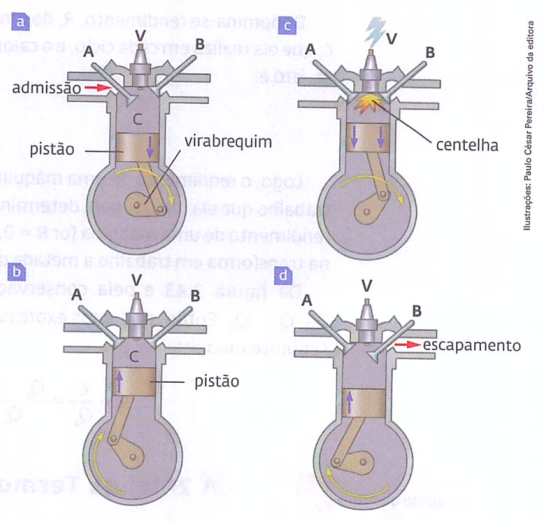 a
V
A
B
admissão
C
pistão
virabrequim
c
V
A
B
centelha
b
V
A
B
C
pistão
d
V
A
B
escapamento
Ilustrações: Paulo César Pereira/Arquivo da editora